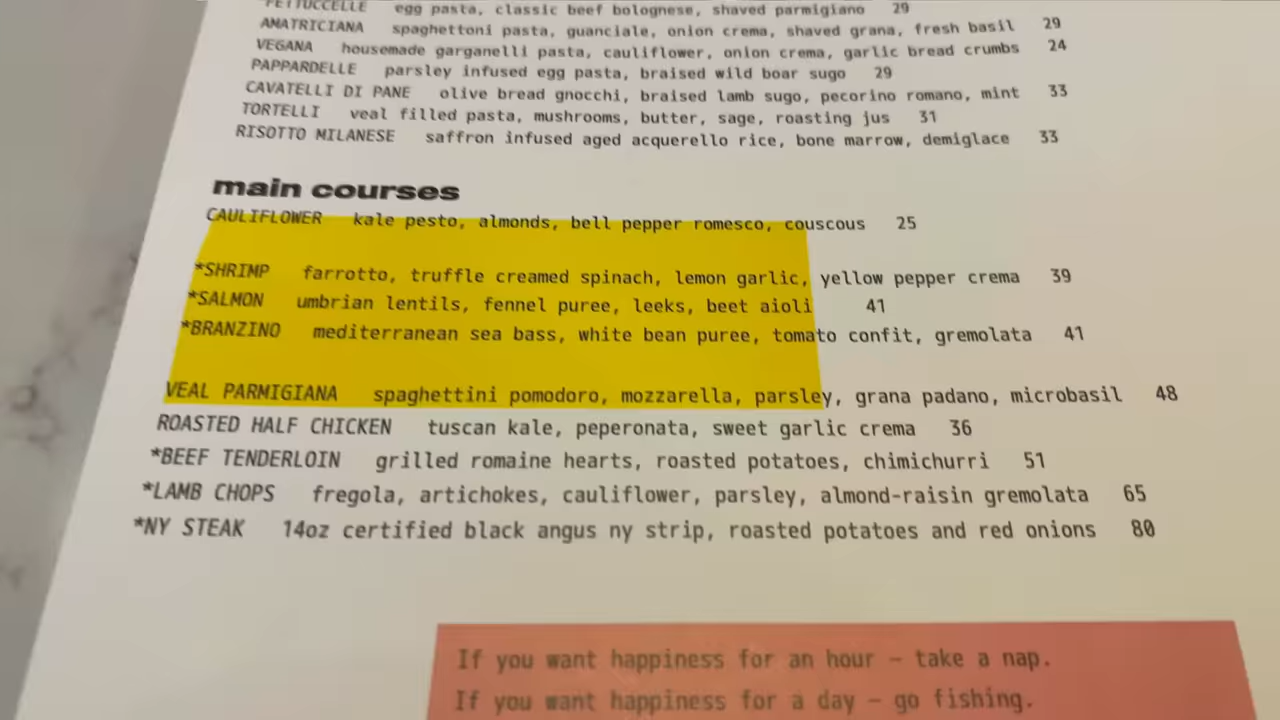 FETTUCCELLE egg pasta, classic beef bolognese, shaved parmigiano 29
AMATRICIANA spaghettoni pasta, guanciale, onion crema, shaved grana, fresh basil 29
VEGANA housemade garganelli pasta, cauliflower, onion crema, garlic bread crumbs 24
PAPPARDELLE parsley infused egg pasta, braised wild boar sugo 29
CAVATELLI DI PANE olive bread gnocchi, braised lamb sugo, pecorino romano, mint 33
TORTELLI veal filled pasta, mushrooms, butter, sage, roasting jus 31
RISOTTO MILANESE saffron infused aged acquerello rice, bone marrow, demiglace 33
main courses
CAULIFLOWER kale pesto, almonds, bell pepper romesco, couscous 25
*SHRIMP farrotto, truffle creamed spinach, lemon garlic, yellow pepper crema 39
*SALMON umbrian lentils, fennel puree, leeks, beet aioli 41
*BRANZINO mediterranean sea bass, white bean puree, tomato confit, gremolata 41
VEAL PARMIGIANA spaghettini pomodoro, mozzarella, parsley, grana padano, microbasil 48
ROASTED HALF CHICKEN tuscan kale, peperonata, sweet garlic crema 36
*BEEF TENDERLOIN grilled romaine hearts, roasted potatoes, chimichurri 51
*LAMB CHOPS fregola, artichokes, cauliflower, parsley, almond-raisin gremolata 65
*NY STEAK 14oz certified black angus ny strip, roasted potatoes and red onions 80
If you want happiness for an hour – take a nap.
If you want happiness for a day – go fishing.